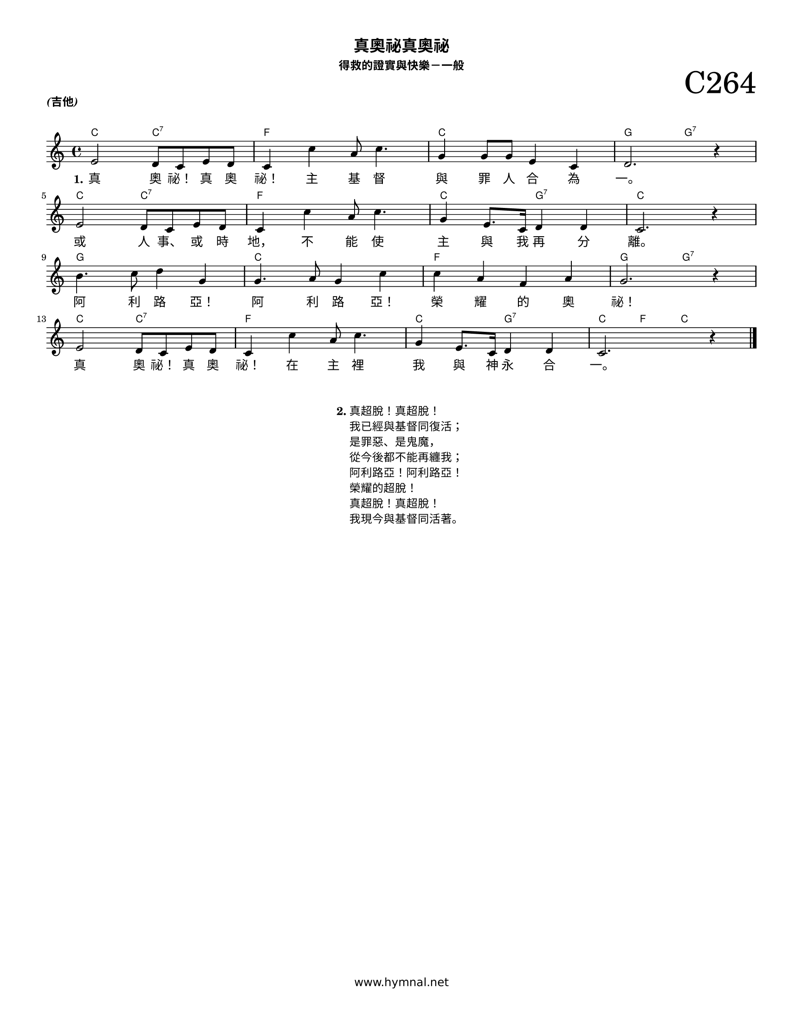 真奧祕真奧祕
得救的證實與快樂－一般
C264
(吉他)
C C7 F C G G7
1. 真 奧 祕！ 真 奧 祕！ 主 基 督 與 罪 人 合 為 一。
5 C C7 F C G7 C
或 人 事、 或 時 地， 不 能 使 主 與 我 再 分 離。
9 G C F G G7
阿 利 路 亞！ 阿 利 路 亞！ 榮 耀 的 奧 祕！
13 C C7 F C G7 C F C
真 奧 祕！ 真 奧 祕！ 在 主 裡 我 與 神 永 合 一。
2. 真超脫！真超脫！
我已經與基督同復活；
是罪惡、是鬼魔，
從今後都不能再纏我；
阿利路亞！阿利路亞！
榮耀的超脫！
真超脫！真超脫！
我現今與基督同活著。
www.hymnal.net